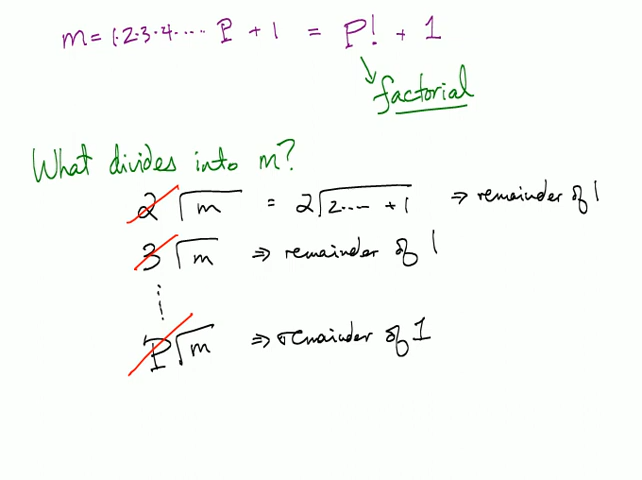 m = 1·2·3·4····· P + 1 = P! + 1
factorial
What divides into m?
2 √m = 2√2···· +1 ⇒ remainder of 1
3 √m ⇒ remainder of 1
⋮
P √m ⇒ remainder of 1